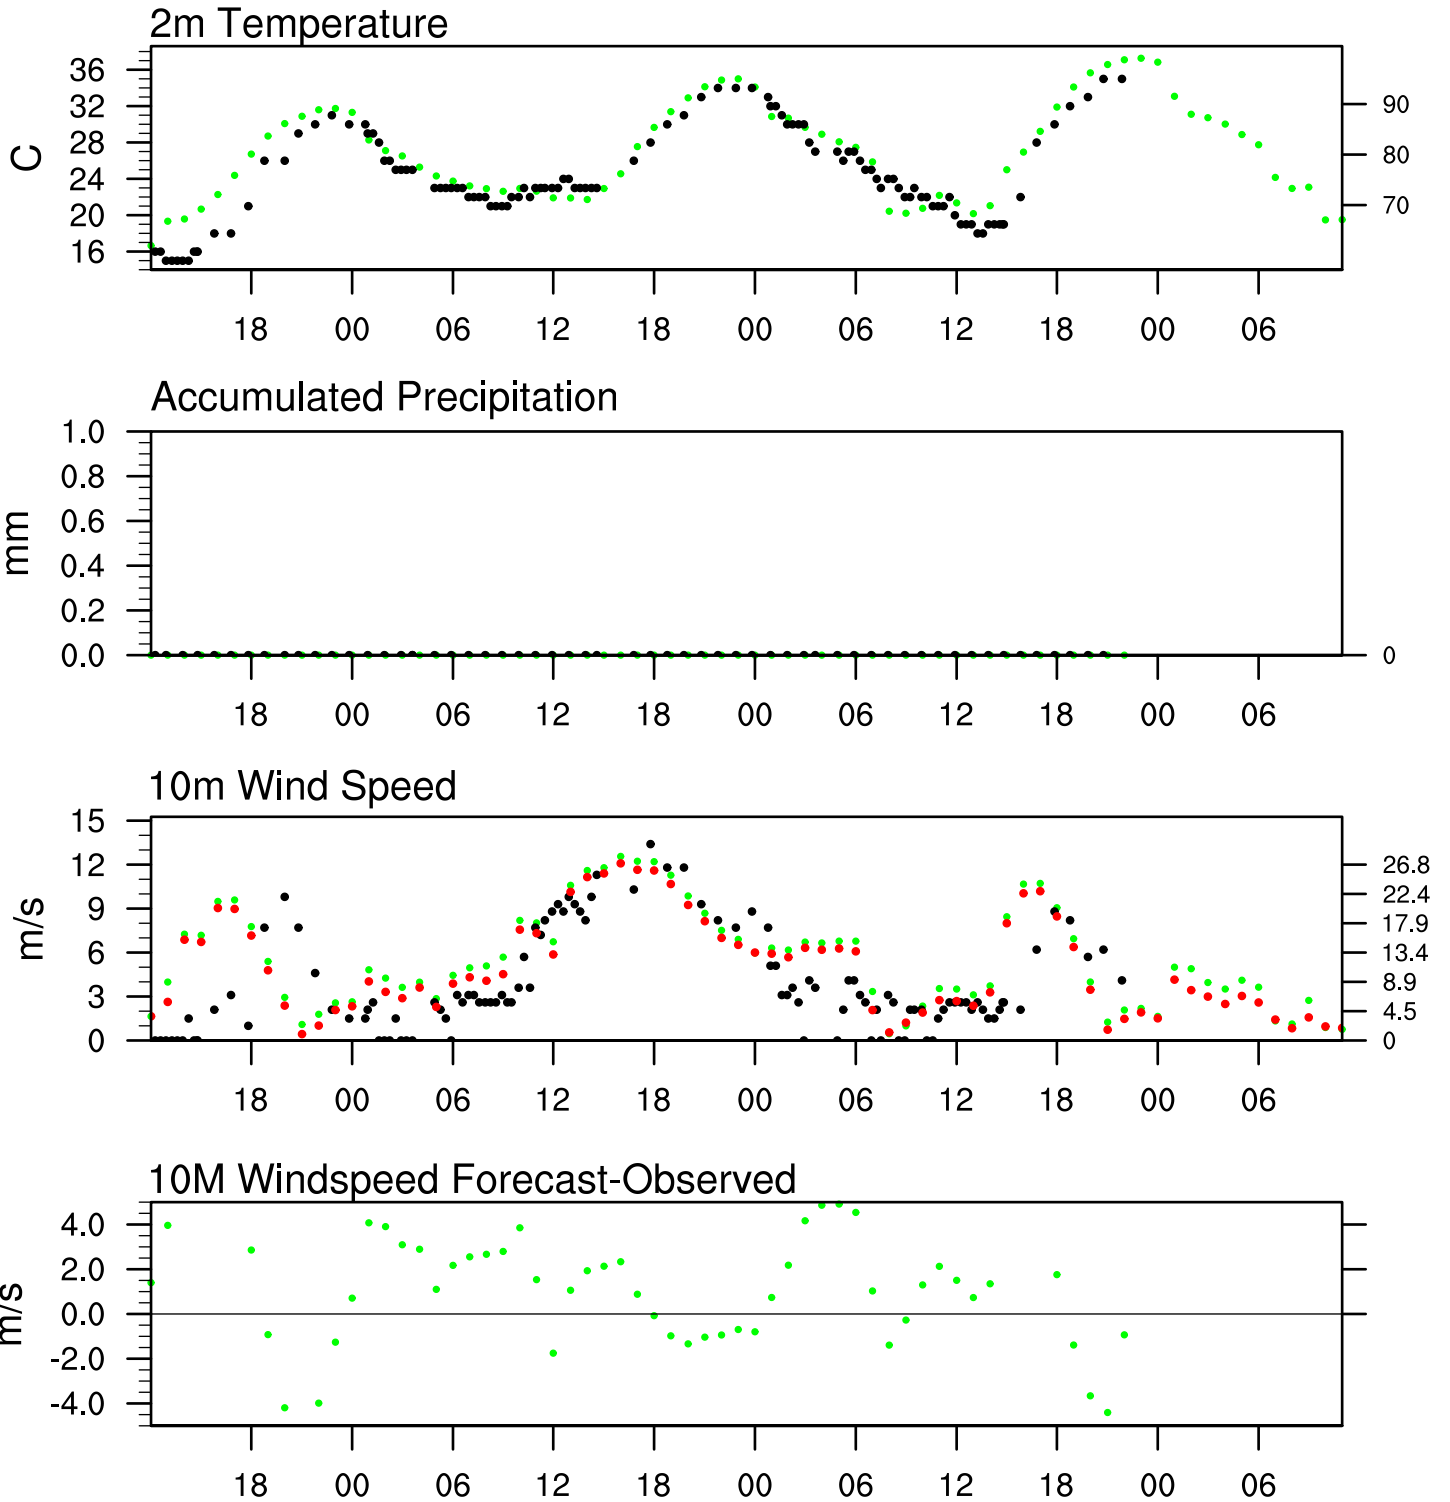 2m Temperature
36
32
28
24
20
16
C
90
80
70
18 00 06 12 18 00 06 12 18 00 06
Accumulated Precipitation
1.0
0.8
0.6
0.4
0.2
0.0
mm
0
18 00 06 12 18 00 06 12 18 00 06
10m Wind Speed
15
12
9
6
3
0
m/s
26.8
22.4
17.9
13.4
8.9
4.5
0
18 00 06 12 18 00 06 12 18 00 06
10M Windspeed Forecast-Observed
4.0
2.0
0.0
-2.0
-4.0
m/s
18 00 06 12 18 00 06 12 18 00 06